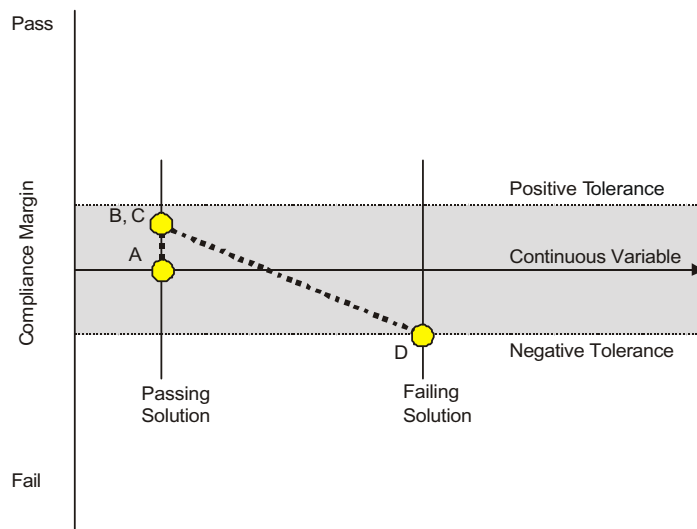 Pass
Positive Tolerance
B, C
A
Continuous Variable
Compliance Margin
D
Negative Tolerance
Passing
Solution
Failing
Solution
Fail